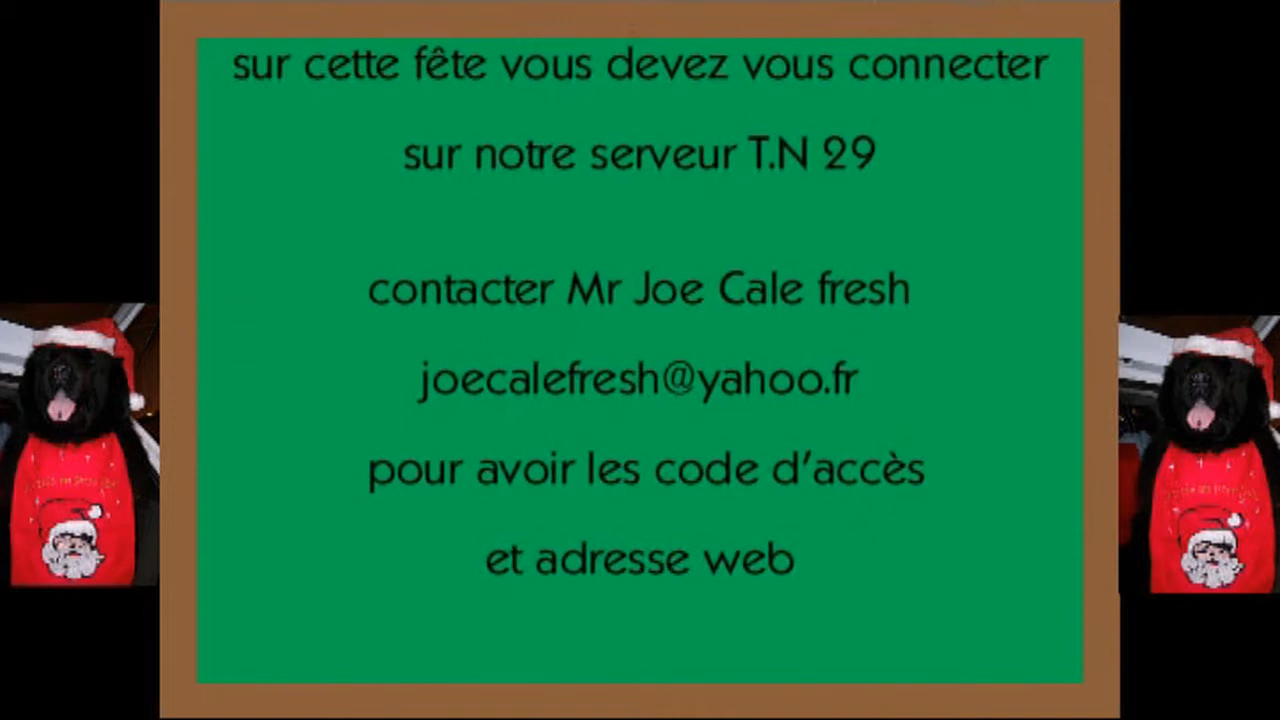 sur cette fête vous devez vous connecter
sur notre serveur T.N 29
contacter Mr Joe Cale fresh
joecalefresh@yahoo.fr
pour avoir les code d’accès
et adresse web